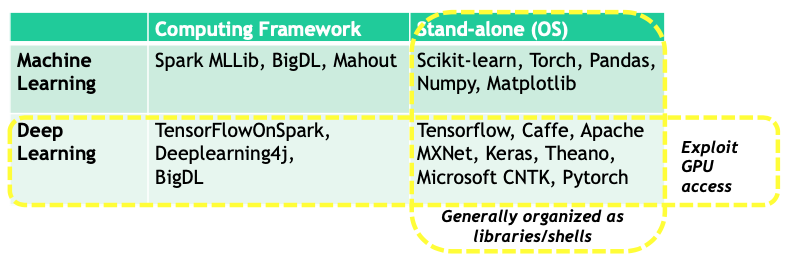 Computing Framework Stand-alone (OS)
Machine Spark MLLib, BigDL, Mahout Scikit-learn, Torch, Pandas,
Learning Numpy, Matplotlib
Deep TensorFlowOnSpark, Tensorflow, Caffe, Apache
Learning Deeplearning4j, MXNet, Keras, Theano,
BigDL Microsoft CNTK, Pytorch
Exploit
GPU
access
Generally organized as
libraries/shells